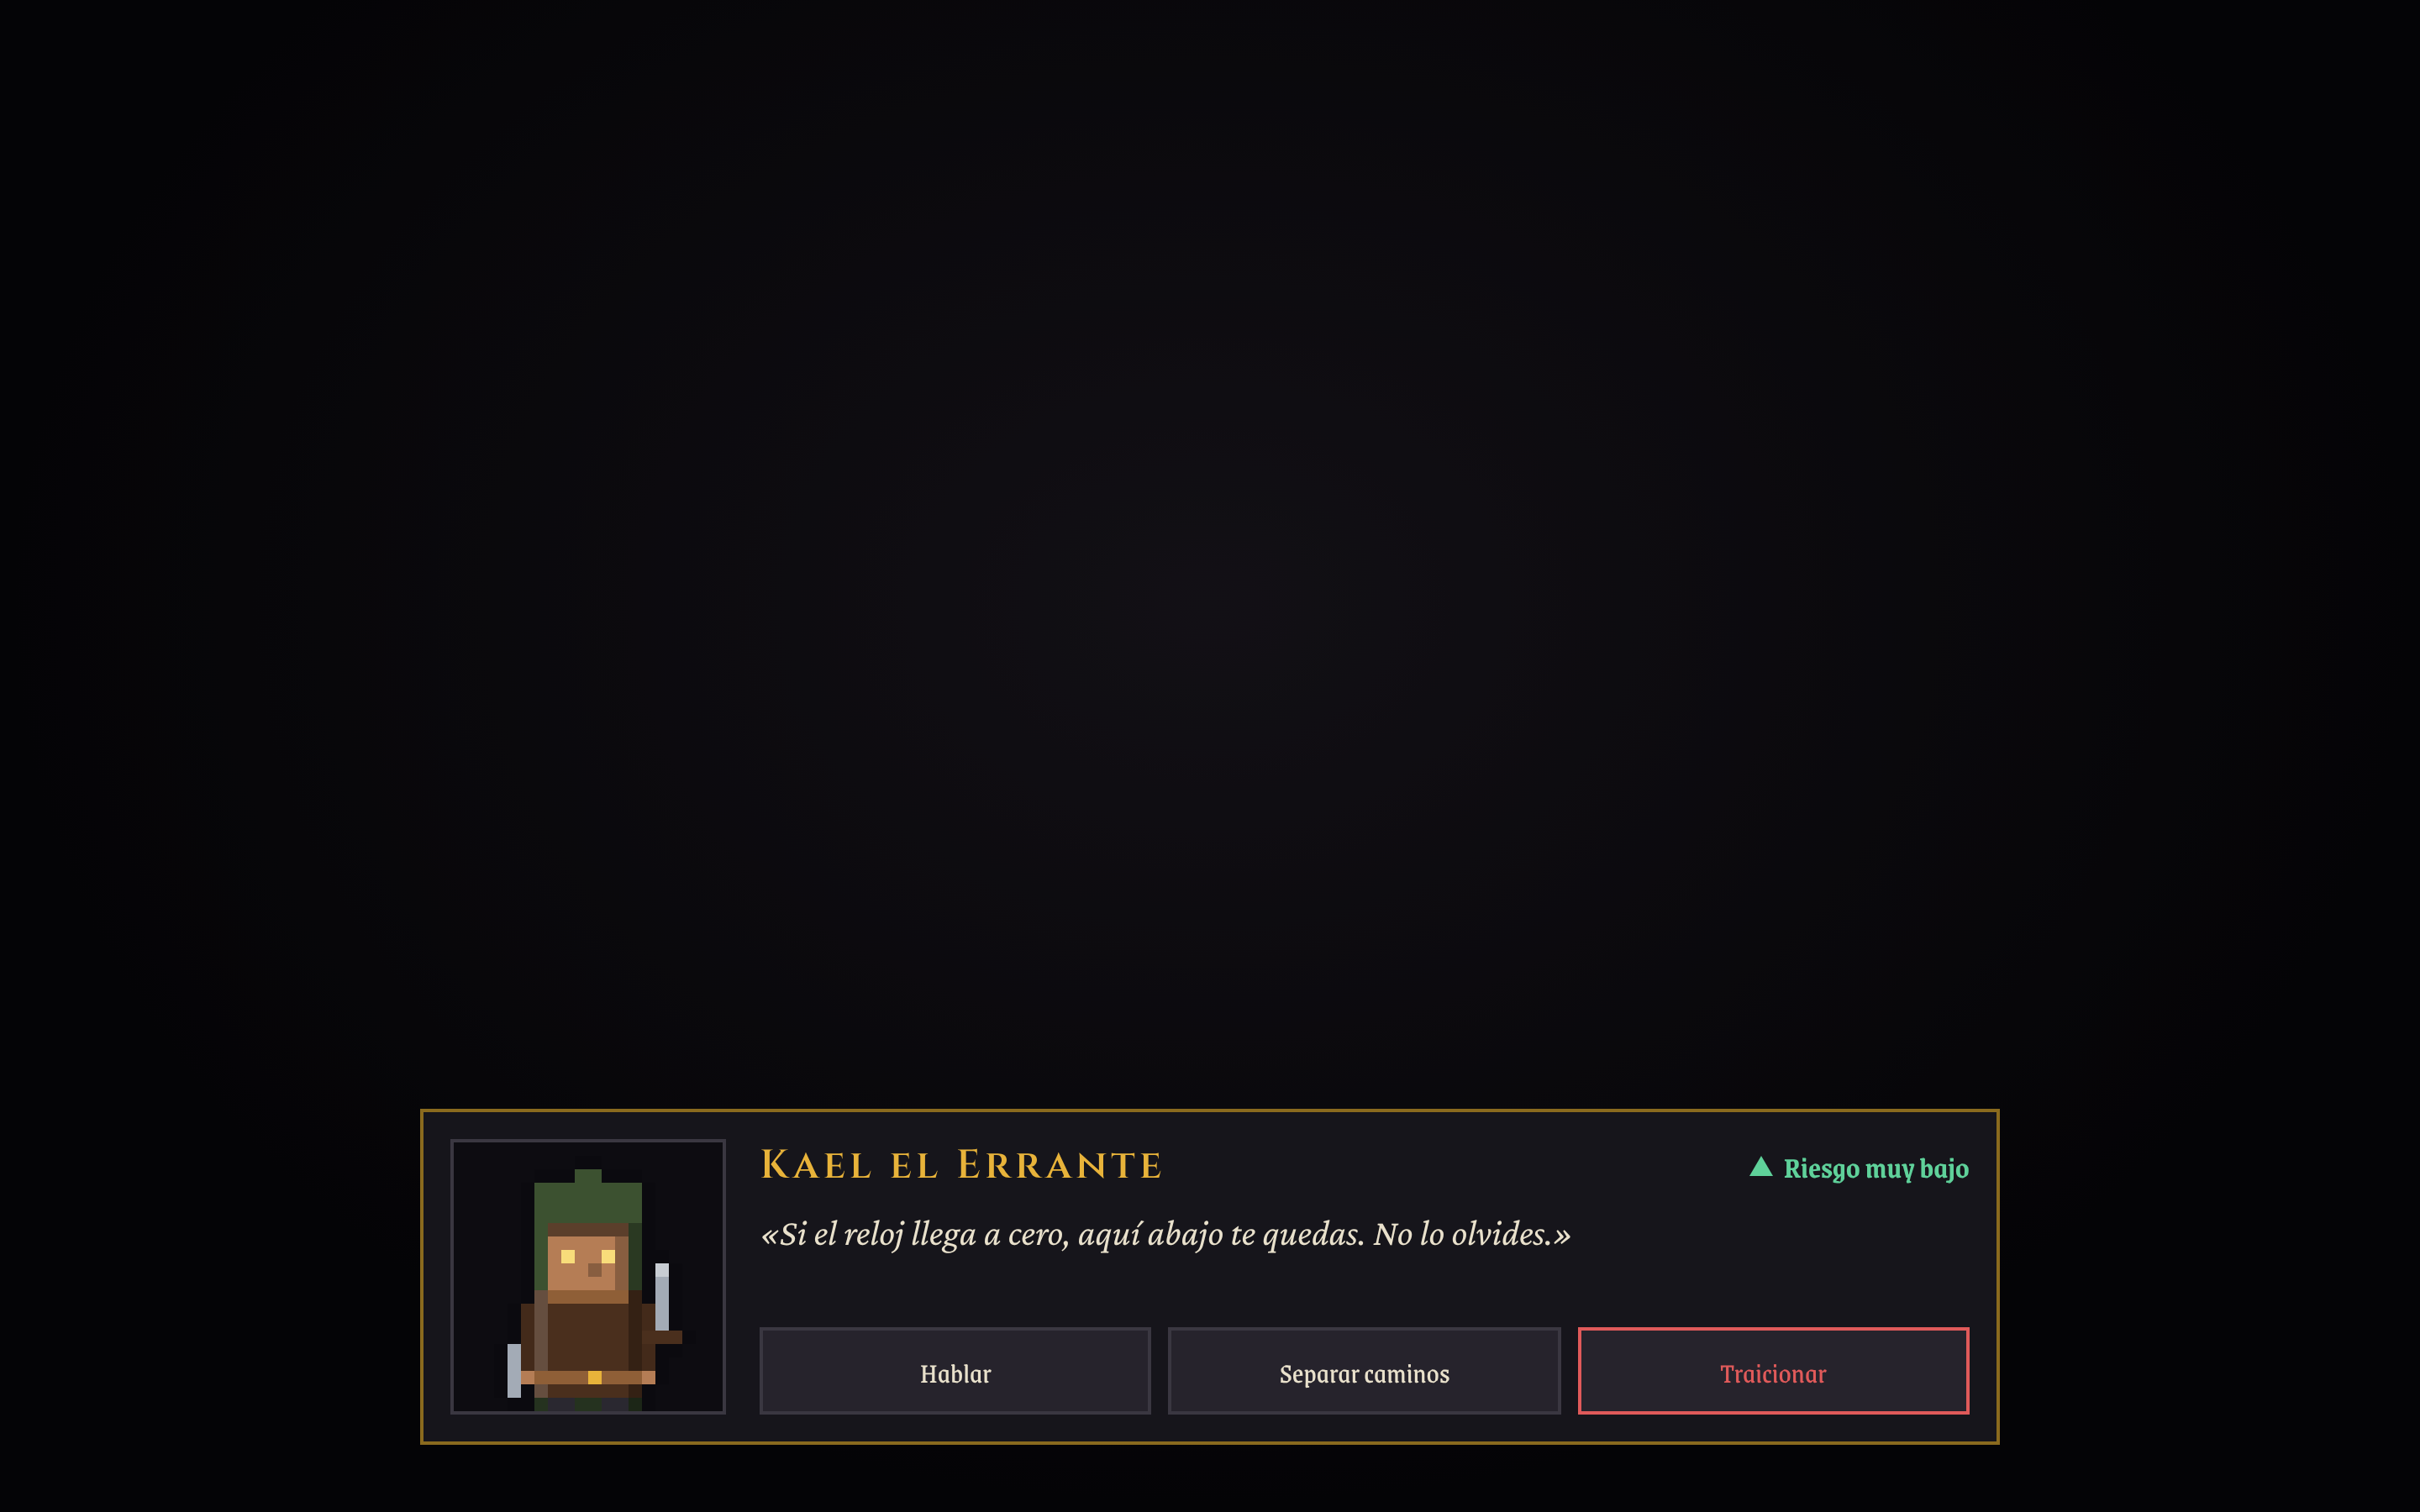 Kael el Errante
Riesgo muy bajo
«Si el reloj llega a cero, aquí abajo te quedas. No lo olvides.»
Hablar
Separar caminos
Traicionar